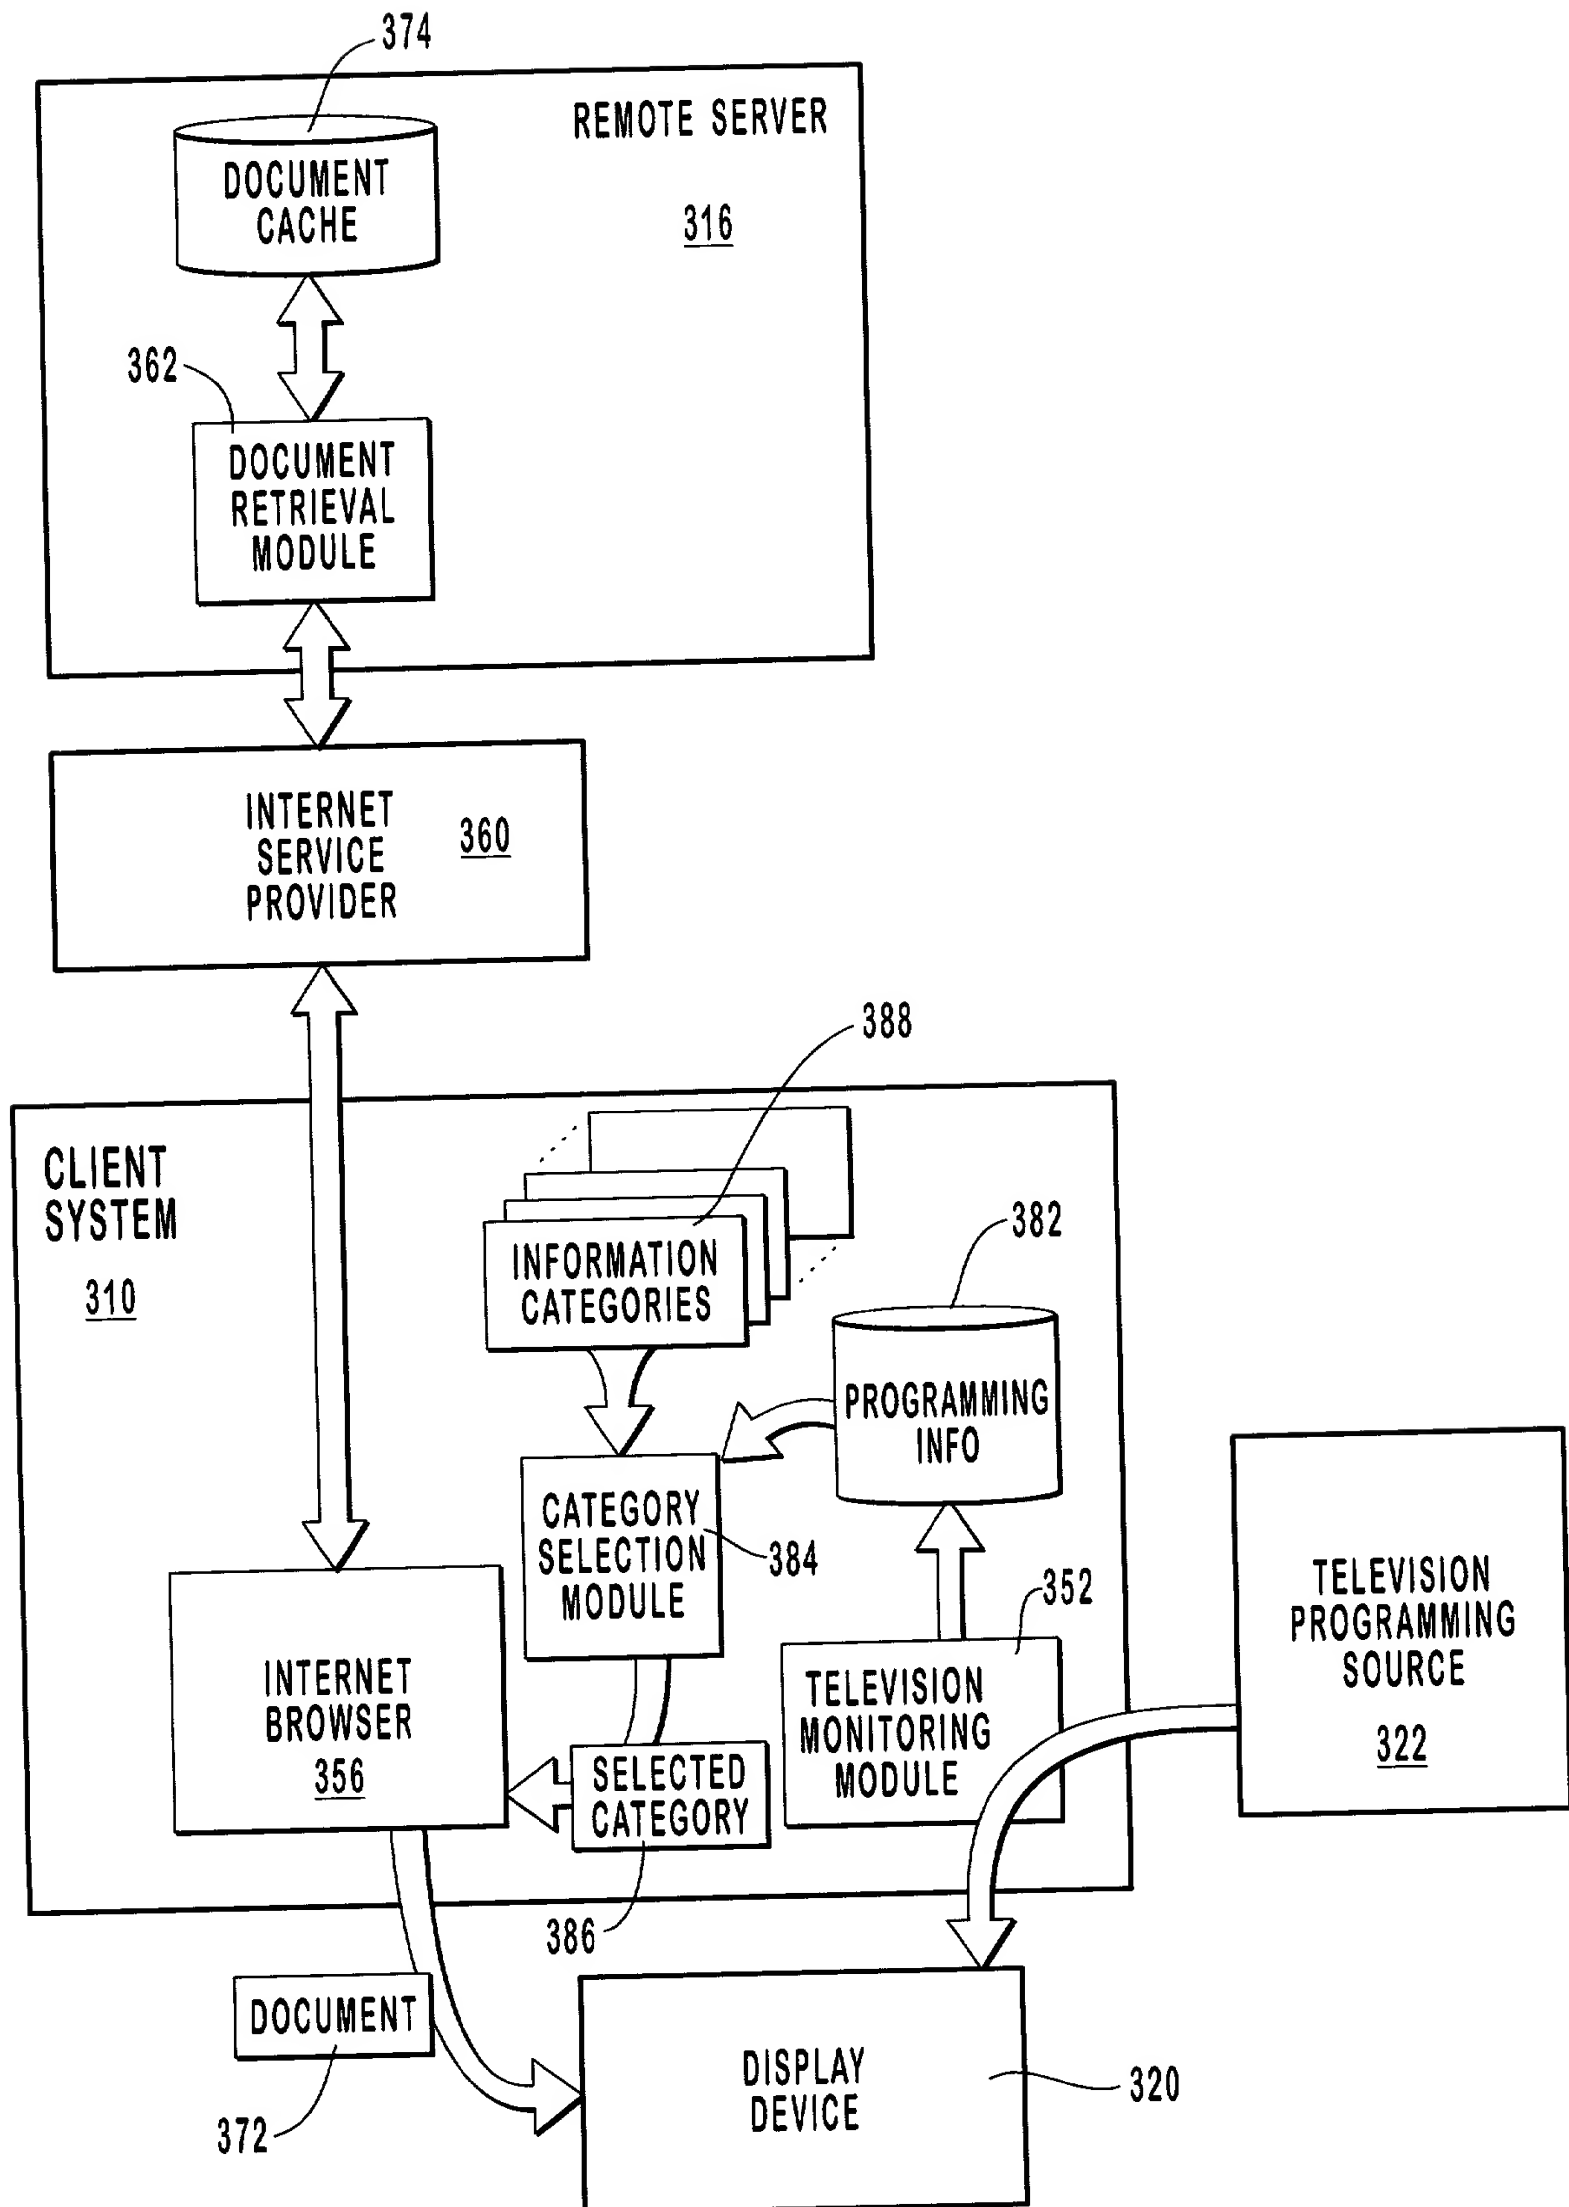 374
REMOTE SERVER
316
DOCUMENT
CACHE
362
DOCUMENT
RETRIEVAL
MODULE
INTERNET
SERVICE
PROVIDER
360
388
CLIENT
SYSTEM
310
INFORMATION
CATEGORIES
382
PROGRAMMING
INFO
CATEGORY
SELECTION
MODULE
384
352
TELEVISION
MONITORING
MODULE
TELEVISION
PROGRAMMING
SOURCE
322
INTERNET
BROWSER
356
SELECTED
CATEGORY
386
DOCUMENT
372
DISPLAY
DEVICE
320